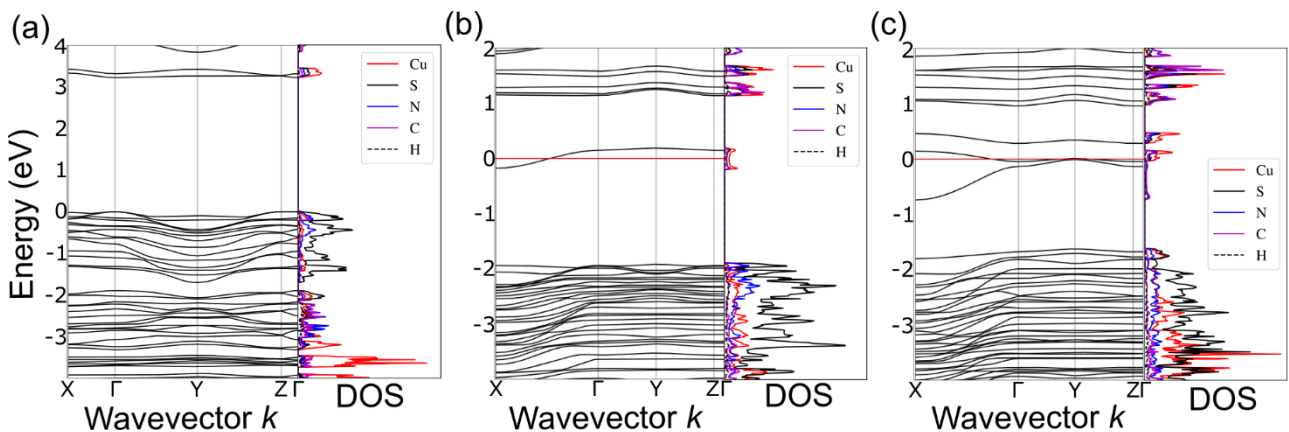 (a)
(b)
(c)
Energy (eV)
4
3
2
1
0
-1
-2
-3
Cu
S
N
C
H
X Γ Y Z Γ
Wavevector k
DOS
2
1
0
-1
-2
-3
Cu
S
N
C
H
X Γ Y Z Γ
Wavevector k
DOS
2
1
0
-1
-2
-3
Cu
S
N
C
H
X Γ Y Z Γ
Wavevector k
DOS